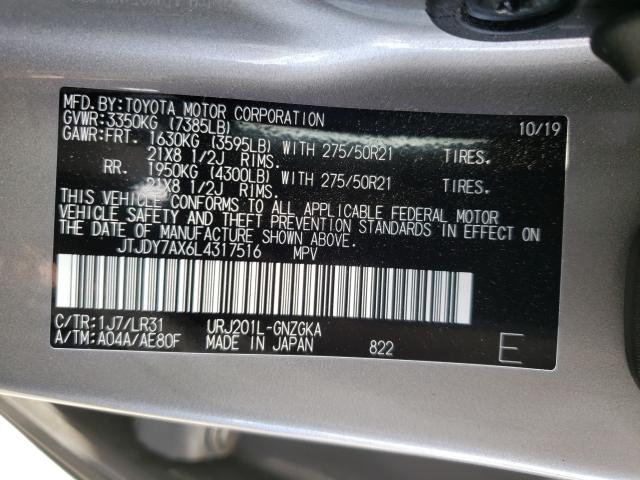 MFD.BY:TOYOTA MOTOR CORPORATION 10/19
GVWR:3350KG (7385LB)
GAWR:FRT. 1630KG (3595LB) WITH 275/50R21 TIRES.
21X8 1/2J RIMS.
RR. 1950KG (4300LB) WITH 275/50R21 TIRES.
21X8 1/2J RIMS.
THIS VEHICLE CONFORMS TO ALL APPLICABLE FEDERAL MOTOR
VEHICLE SAFETY AND THEFT PREVENTION STANDARDS IN EFFECT ON
THE DATE OF MANUFACTURE SHOWN ABOVE.
JTJDY7AX6L4317516 MPV
C/TR:1J7/LR31 URJ201L-GNZGKA
A/TM:A04A/AE80F MADE IN JAPAN 822 E